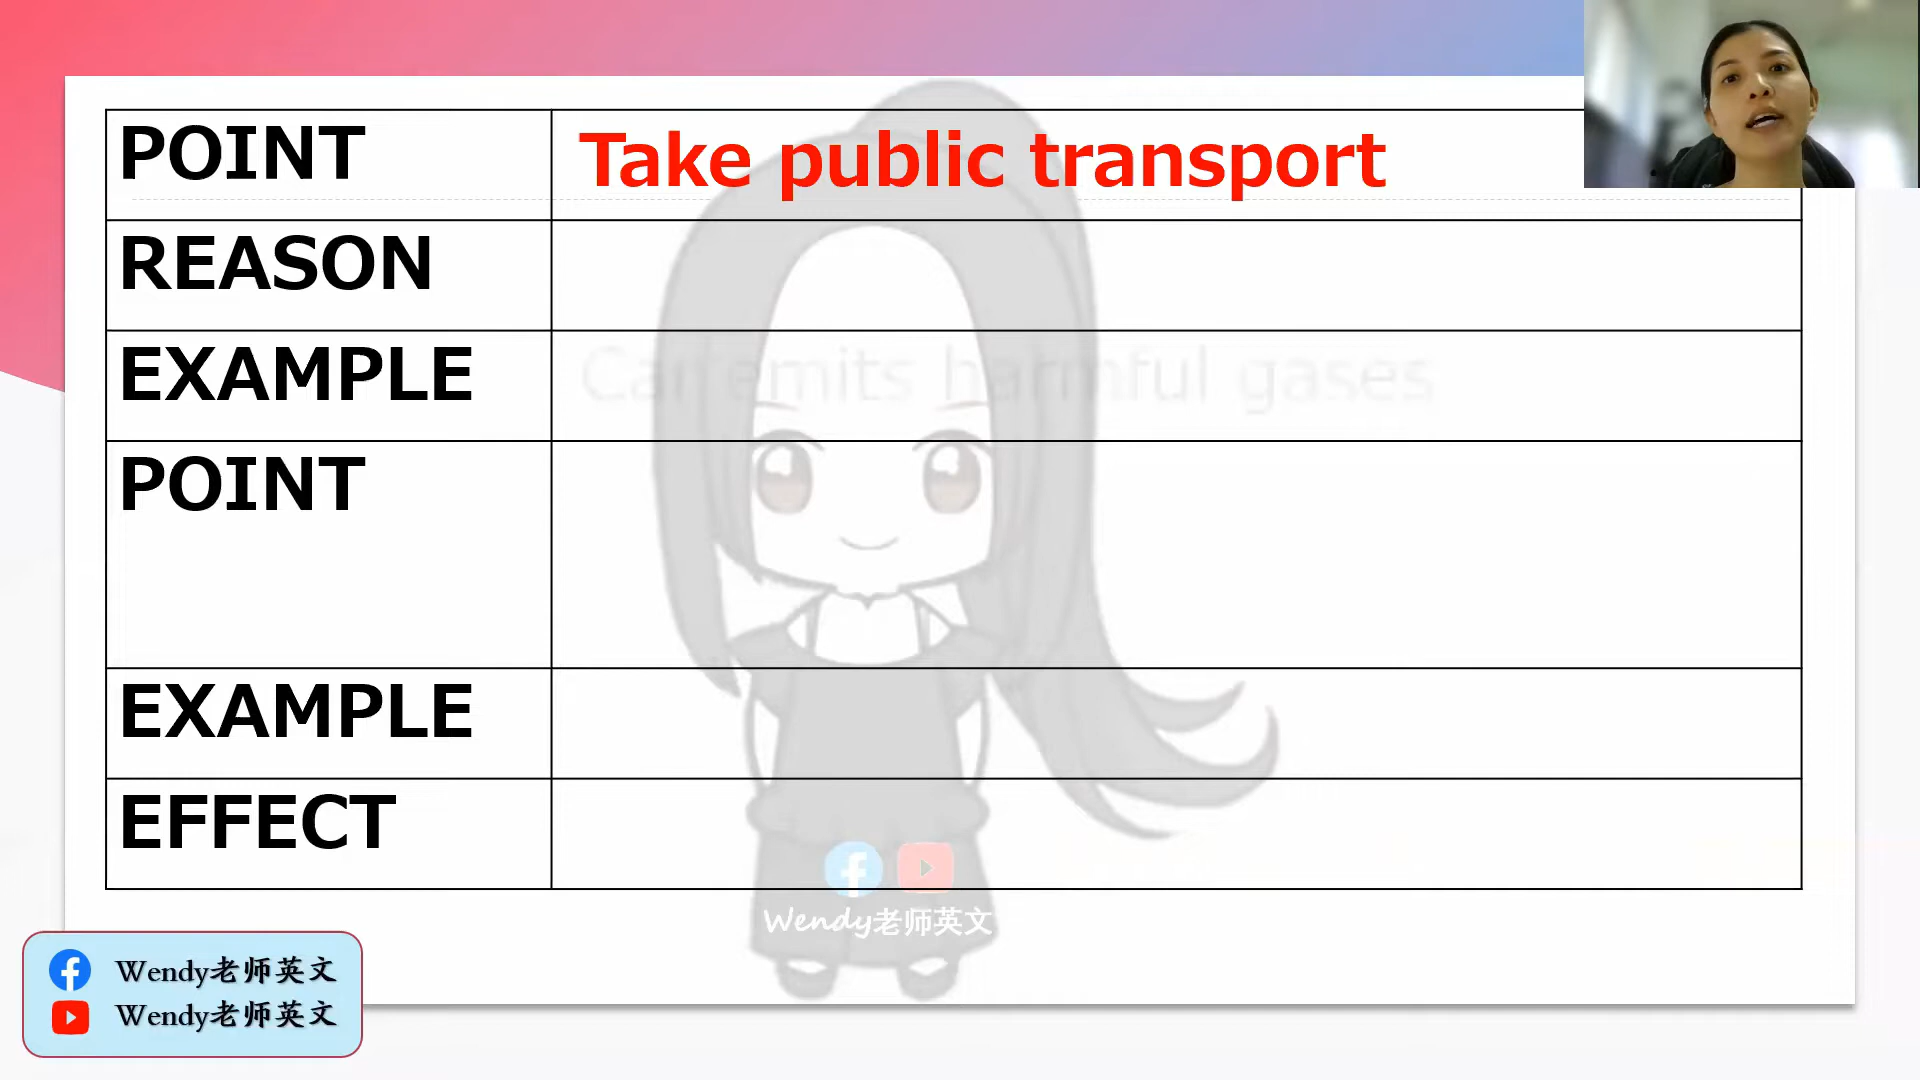 POINT Take public transport
REASON
EXAMPLE Car emits harmful gases
POINT
EXAMPLE
EFFECT
Wendy老师英文
Wendy老师英文
Wendy老师英文